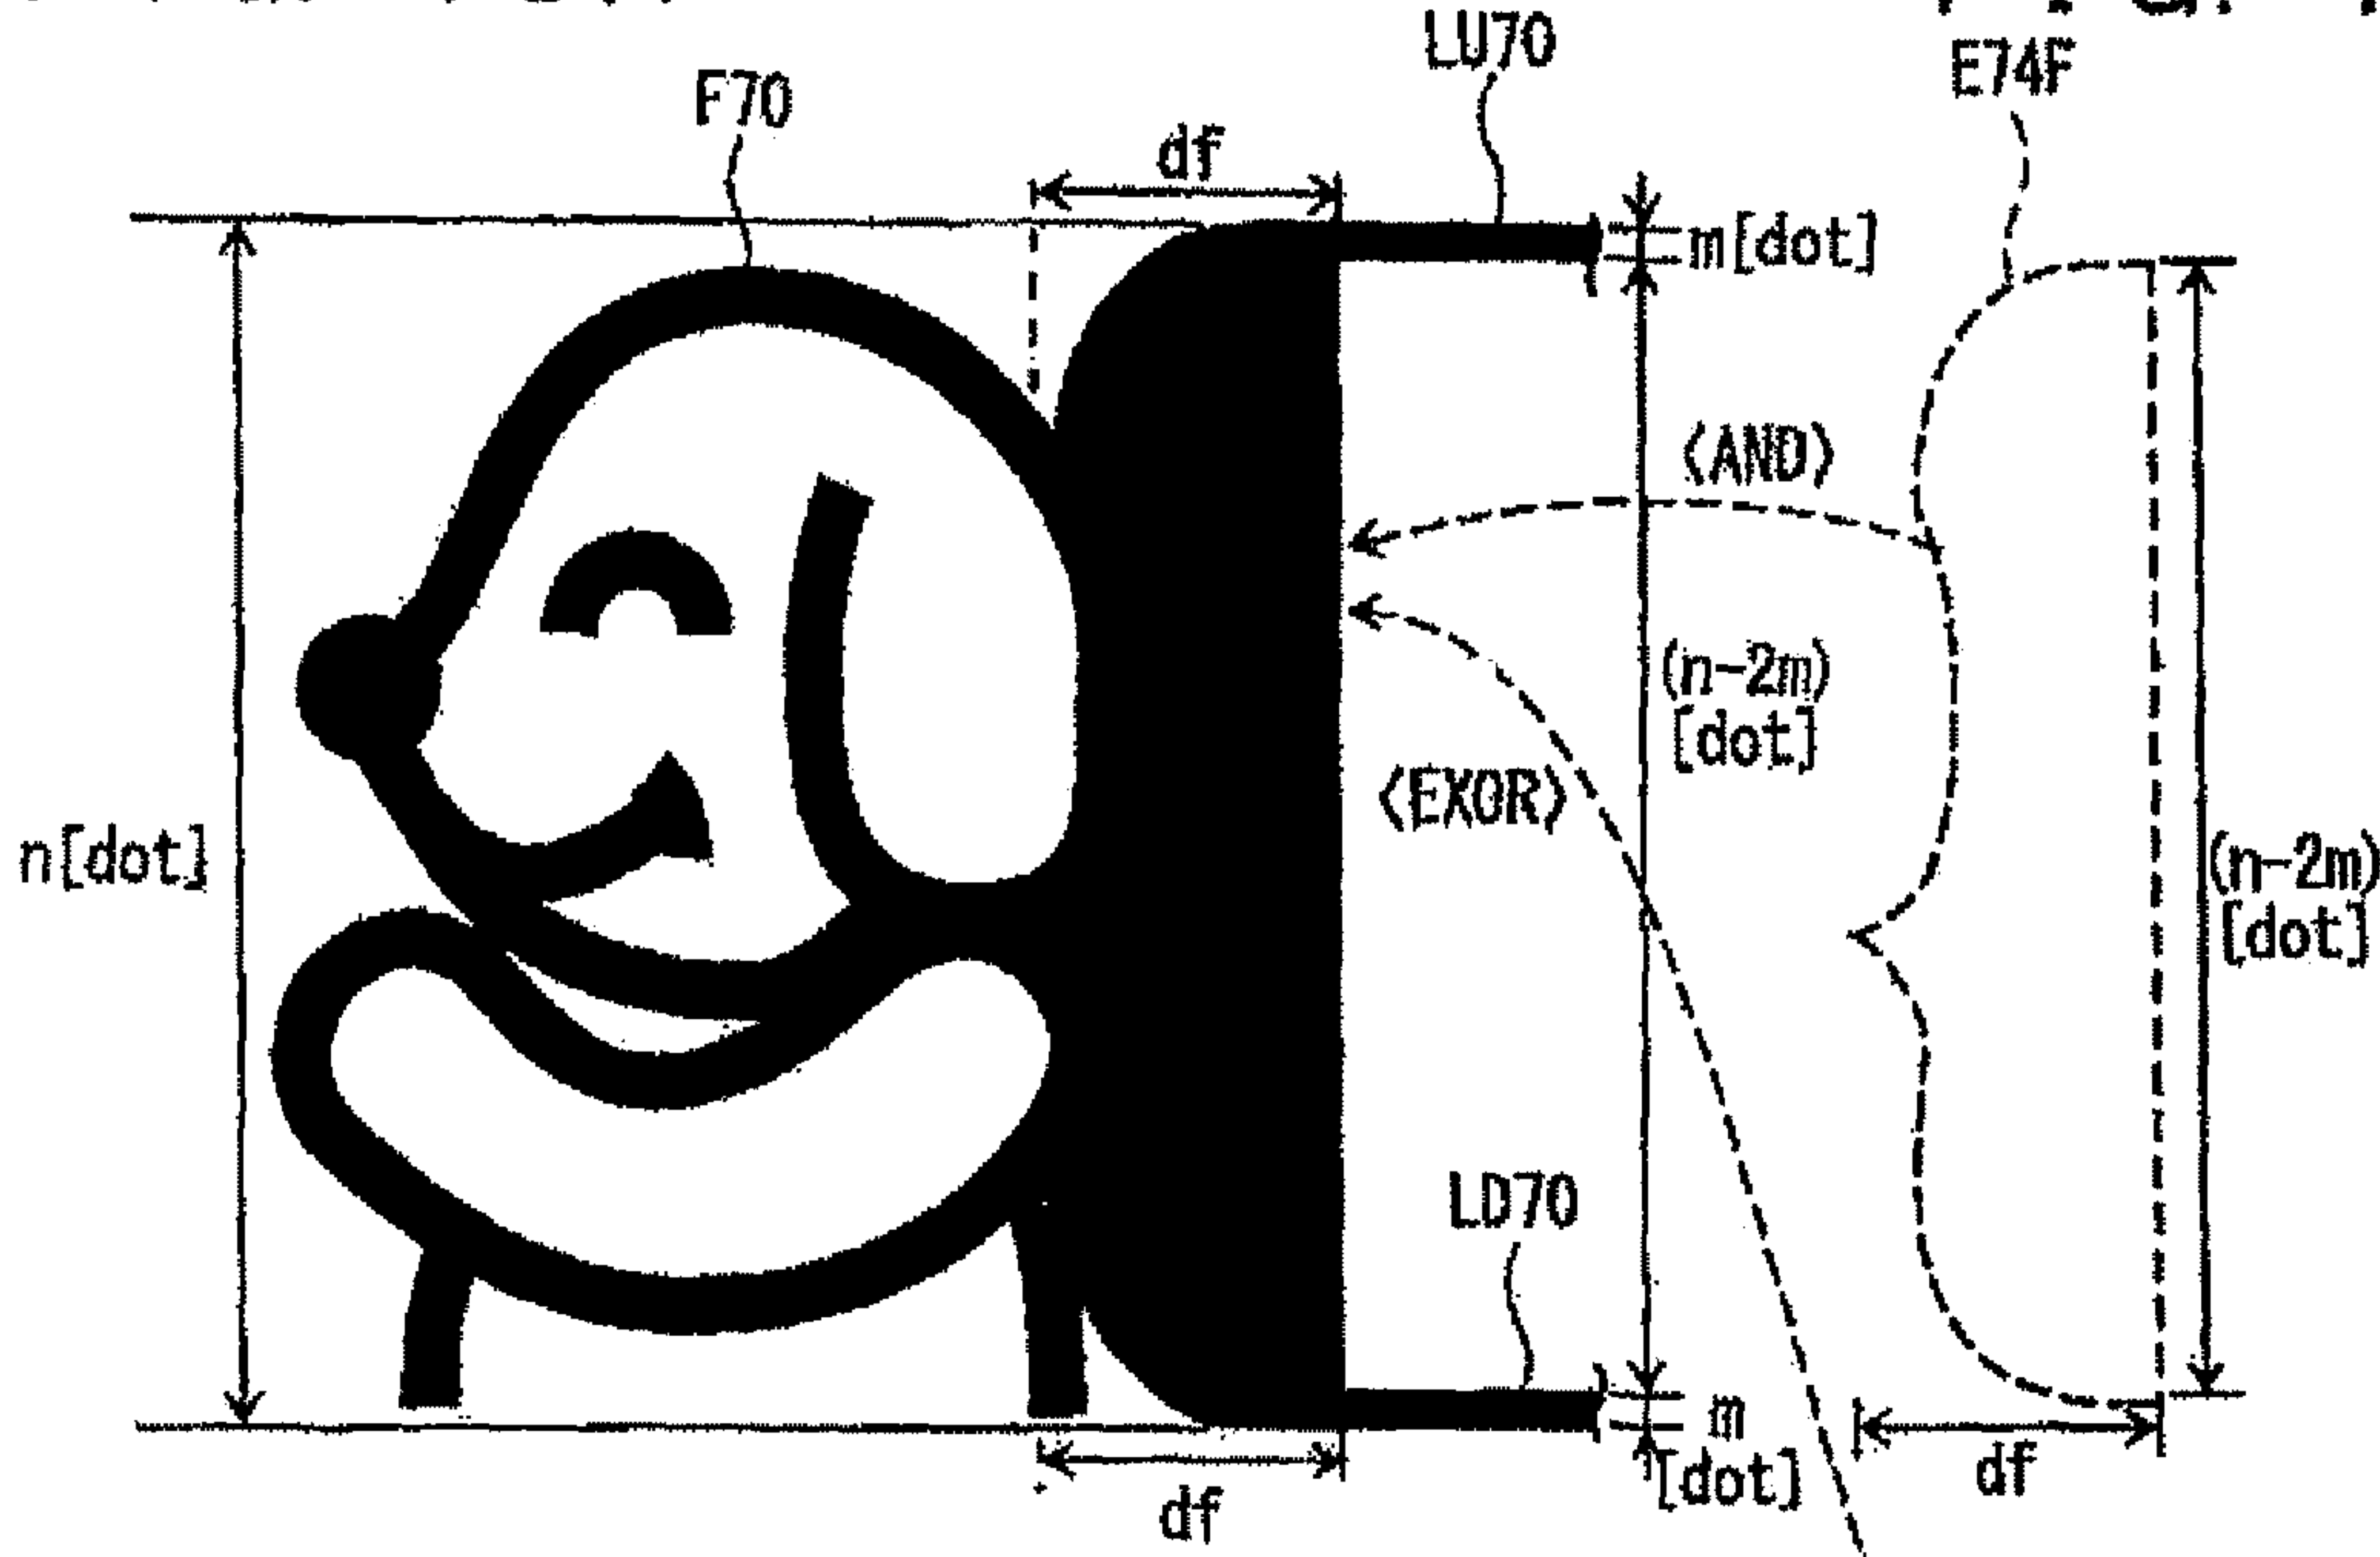 LU70
E74F
F70
df
m[dot]
<AND>
(n-2m)
[dot]
<EXOR>
n[dot]
(n-2m)
[dot]
LD70
m
[dot]
df
df